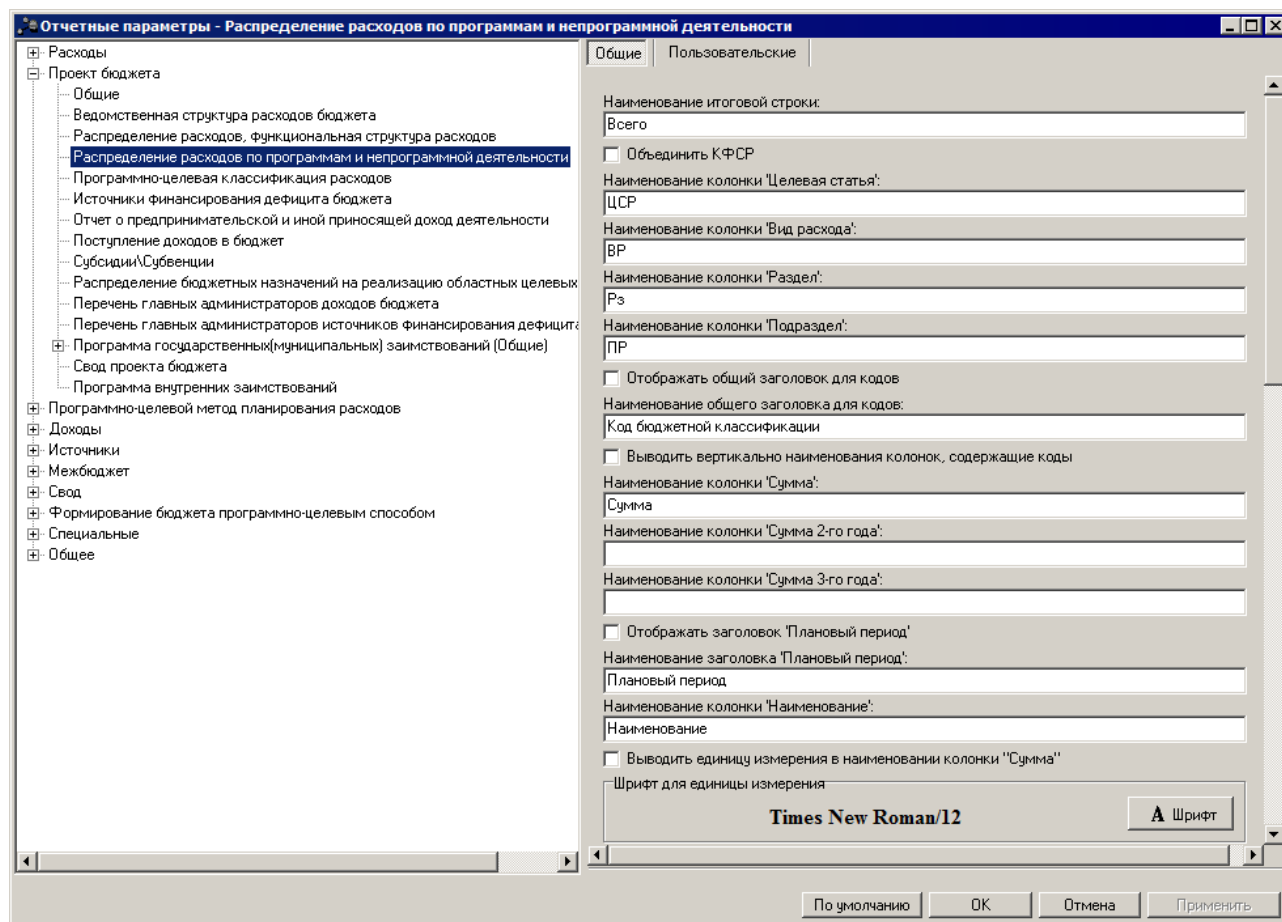 Отчетные параметры - Распределение расходов по программам и непрограммной деятельности
Расходы
Проект бюджета
Общие
Ведомственная структура расходов бюджета
Распределение расходов, функциональная структура расходов
Распределение расходов по программам и непрограммной деятельности
Программно-целевая классификация расходов
Источники финансирования дефицита бюджета
Отчет о предпринимательской и иной приносящей доход деятельности
Поступление доходов в бюджет
Субсидии\Субвенции
Распределение бюджетных назначений на реализацию областных целевых
Перечень главных администраторов доходов бюджета
Перечень главных администраторов источников финансирования дефицита
Программа государственных(муниципальных) заимствований (Общие)
Свод проекта бюджета
Программа внутренних заимствований
Программно-целевой метод планирования расходов
Доходы
Источники
Межбюджет
Свод
Формирование бюджета программно-целевым способом
Специальные
Общее
Общие Пользовательские
Наименование итоговой строки:
Всего
Объединить КФСР
Наименование колонки 'Целевая статья':
ЦСР
Наименование колонки 'Вид расхода':
ВР
Наименование колонки 'Раздел':
Рз
Наименование колонки 'Подраздел':
ПР
Отображать общий заголовок для кодов
Наименование общего заголовка для кодов:
Код бюджетной классификации
Выводить вертикально наименования колонок, содержащие коды
Наименование колонки 'Сумма':
Сумма
Наименование колонки 'Сумма 2-го года':
Наименование колонки 'Сумма 3-го года':
Отображать заголовок 'Плановый период'
Наименование заголовка 'Плановый период':
Плановый период
Наименование колонки 'Наименование':
Наименование
Выводить единицу измерения в наименовании колонки "Сумма"
Шрифт для единицы измерения
Times New Roman/12
A Шрифт
По умолчанию OK Отмена Применить